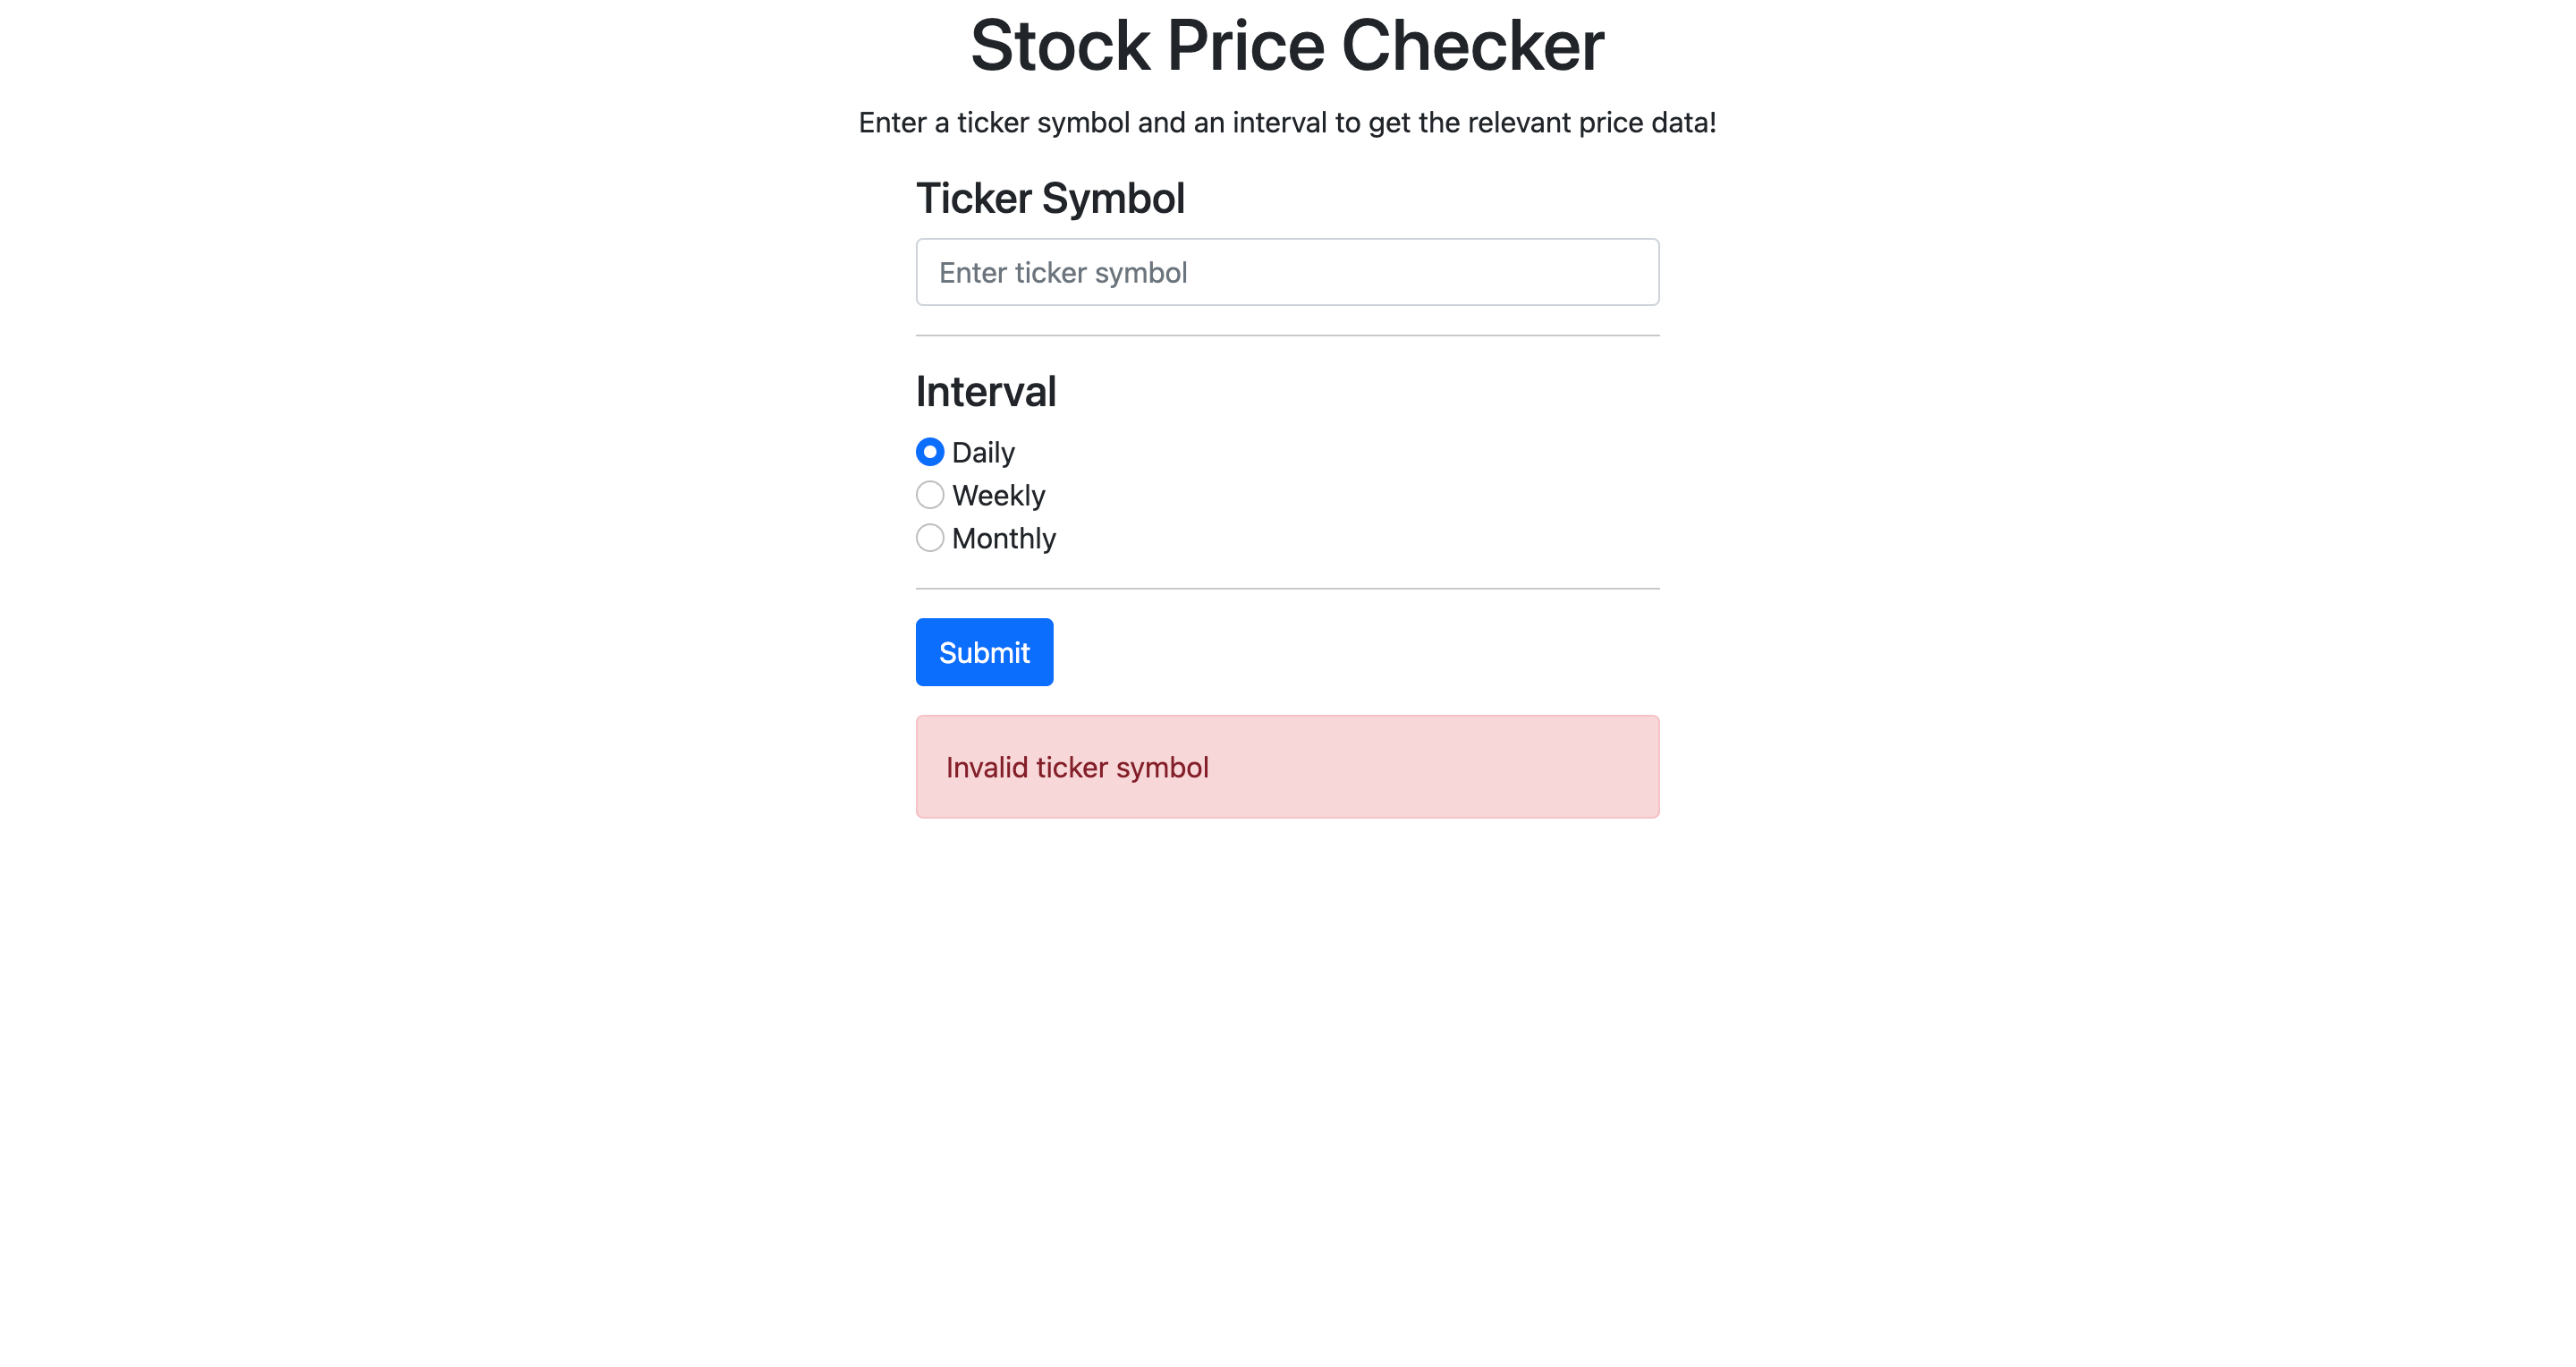 Stock Price Checker
Enter a ticker symbol and an interval to get the relevant price data!
Ticker Symbol
Enter ticker symbol
Interval
Daily
Weekly
Monthly
Submit
Invalid ticker symbol